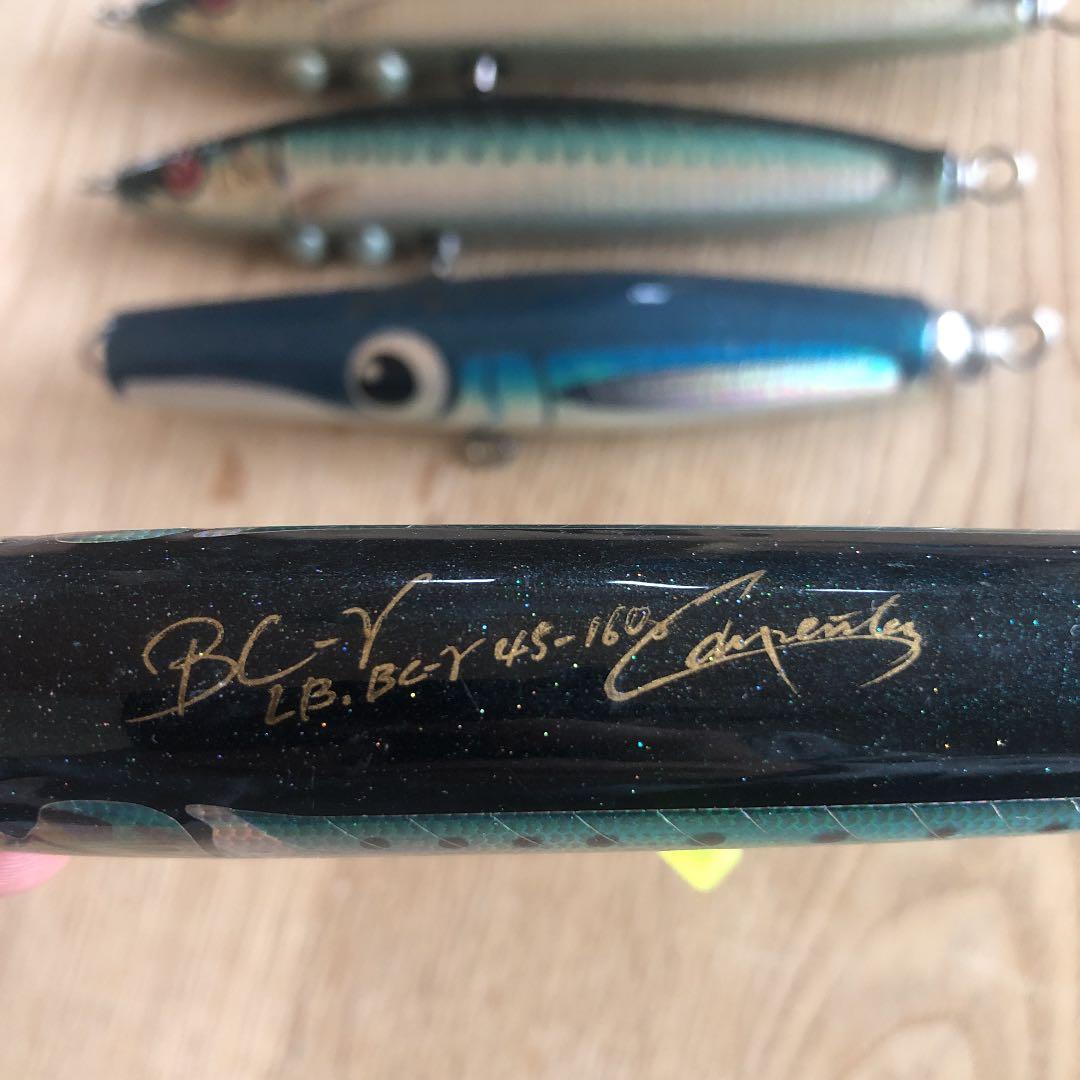 BC-γ Carpenter
LB. BC-γ 45-160